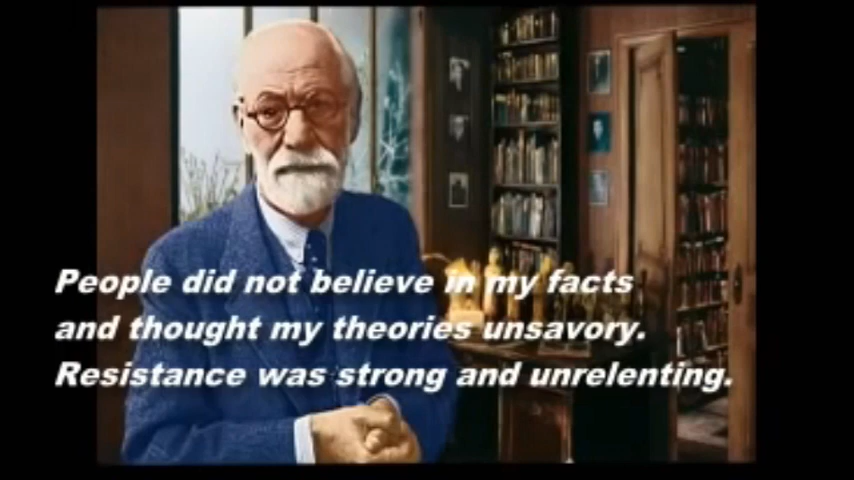 People did not believe in my facts
and thought my theories unsavory.
Resistance was strong and unrelenting.